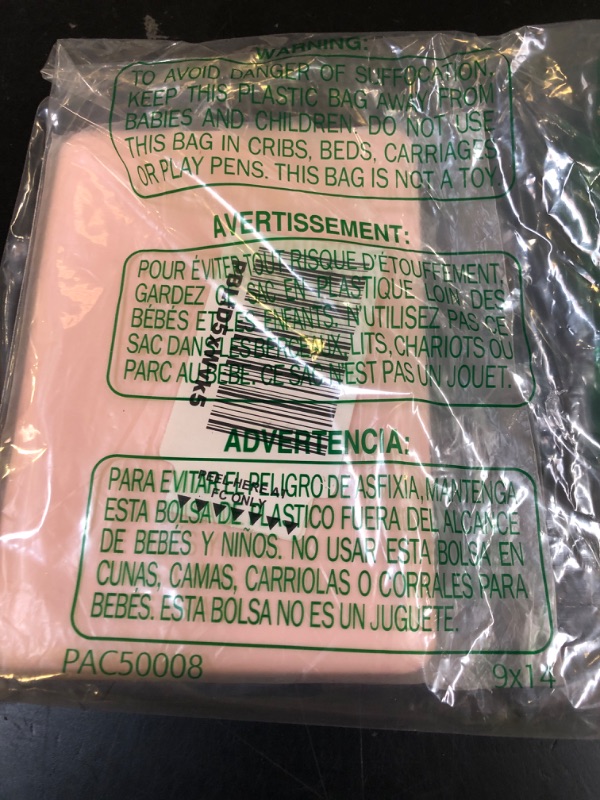 WARNING:
TO AVOID DANGER OF SUFFOCATION,
KEEP THIS PLASTIC BAG AWAY FROM
BABIES AND CHILDREN. DO NOT USE
THIS BAG IN CRIBS, BEDS, CARRIAGES
OR PLAY PENS. THIS BAG IS NOT A TOY.
AVERTISSEMENT:
POUR ÉVITER TOUT RISQUE D'ÉTOUFFEMENT,
GARDEZ SAC EN PLASTIQUE LOIN DES
BÉBÉS ET ENFANTS. N'UTILISEZ PAS CE
SAC DANS LITS, CHARIOTS OU
PARC AU BÉBÉ. CE SAC N'EST PAS UN JOUET.
ADVERTENCIA:
PARA EVITAR EL PELIGRO DE ASFIXIA, MANTENGA
ESTA BOLSA DE PLASTICO FUERA DEL ALCANCE
DE BEBÉS Y NIÑOS. NO USAR ESTA BOLSA EN
CUNAS, CAMAS, CARRIOLAS O CORRALES PARA
BEBÉS. ESTA BOLSA NO ES UN JUGUETE.
PEEL HERE AT
FC ONLY
PAC50008
9x14